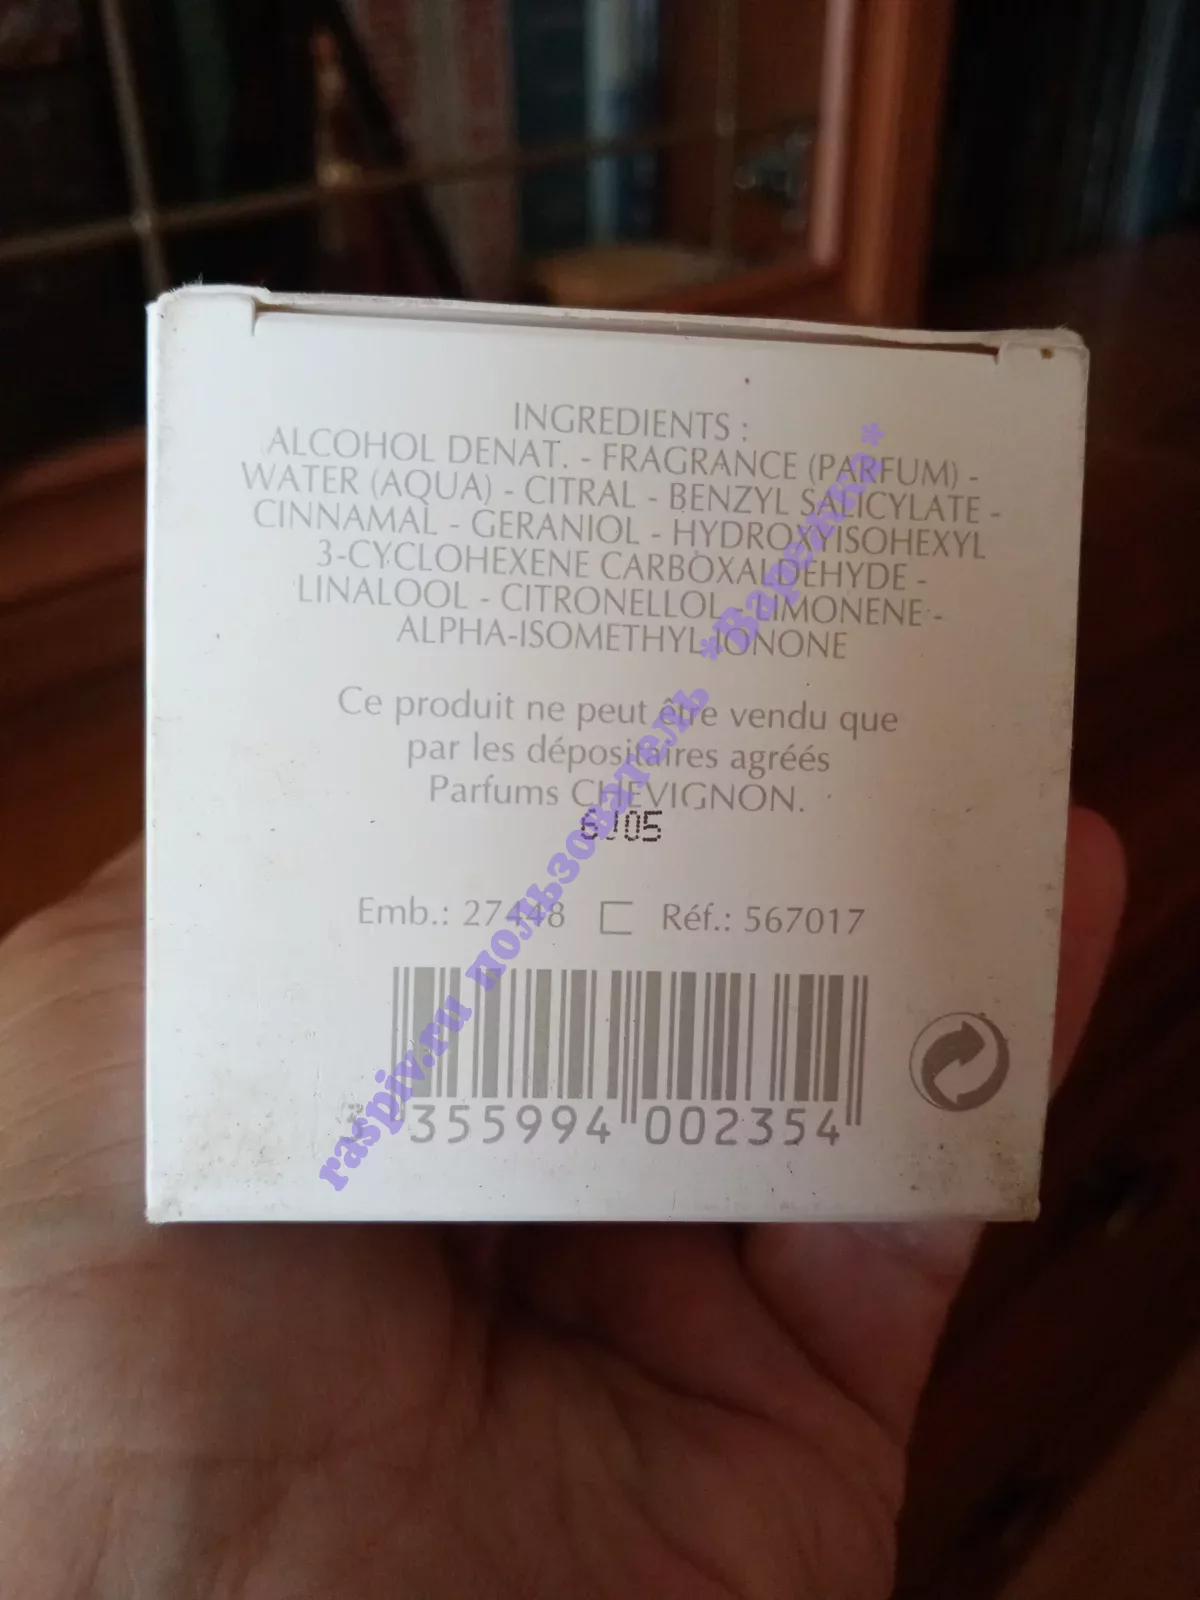 INGREDIENTS :
ALCOHOL DENAT. - FRAGRANCE (PARFUM) -
WATER (AQUA) - CITRAL - BENZYL SALICYLATE -
CINNAMAL - GERANIOL - HYDROXYISOHEXYL
3-CYCLOHEXENE CARBOXALDEHYDE -
LINALOOL - CITRONELLOL - LIMONENE -
ALPHA-ISOMETHYL IONONE
Ce produit ne peut être vendu que
par les dépositaires agréés
Parfums CHEVIGNON.
6J05
Emb.: 27448 Réf.: 567017
3 355994 002354
raspiv.ru пользователь *Варелка*